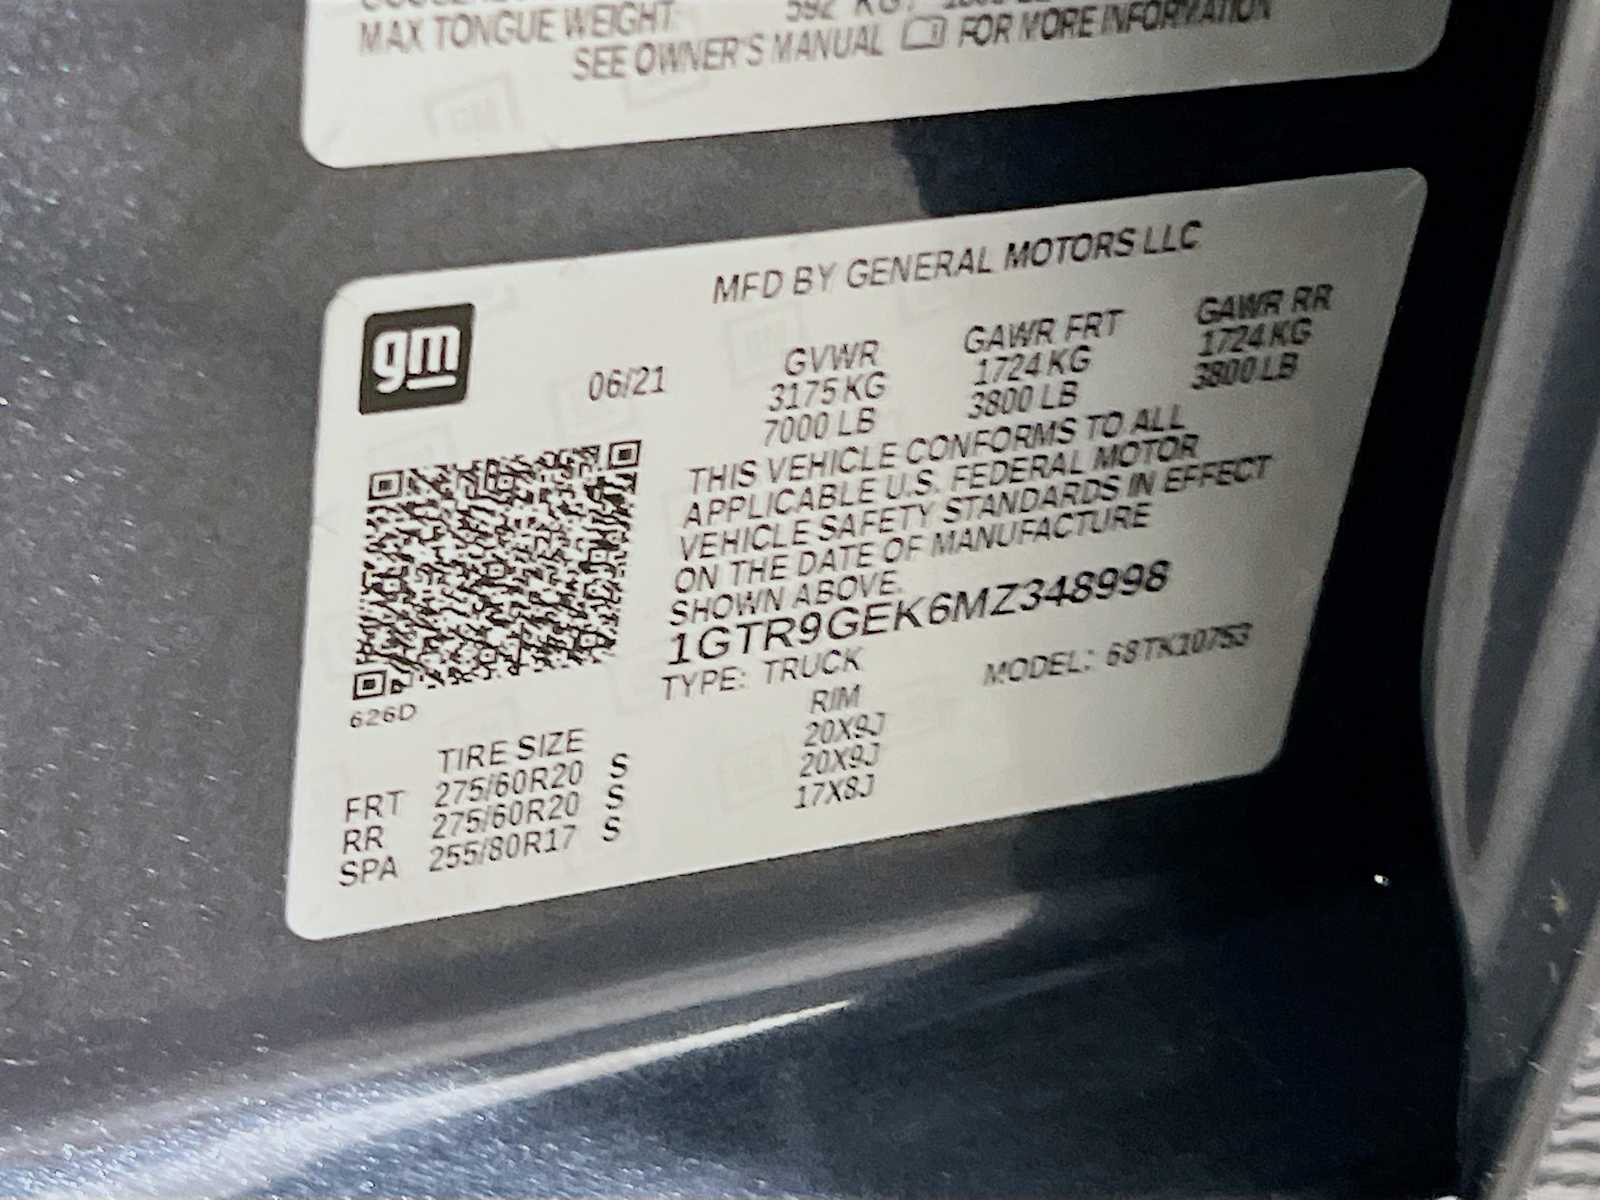 MAX TONGUE WEIGHT: 592 KG
SEE OWNER'S MANUAL FOR MORE INFORMATION
gm
MFD BY GENERAL MOTORS LLC
06/21
GVWR GAWR FRT GAWR RR
3175 KG 1724 KG 1724 KG
7000 LB 3800 LB 3800 LB
THIS VEHICLE CONFORMS TO ALL
APPLICABLE U.S. FEDERAL MOTOR
VEHICLE SAFETY STANDARDS IN EFFECT
ON THE DATE OF MANUFACTURE
SHOWN ABOVE.
1GTR9GEK6MZ348998
TYPE: TRUCK MODEL: 68TK10753
626D
TIRE SIZE RIM
FRT 275/60R20 S 20X9J
RR 275/60R20 S 20X9J
SPA 255/80R17 S 17X8J